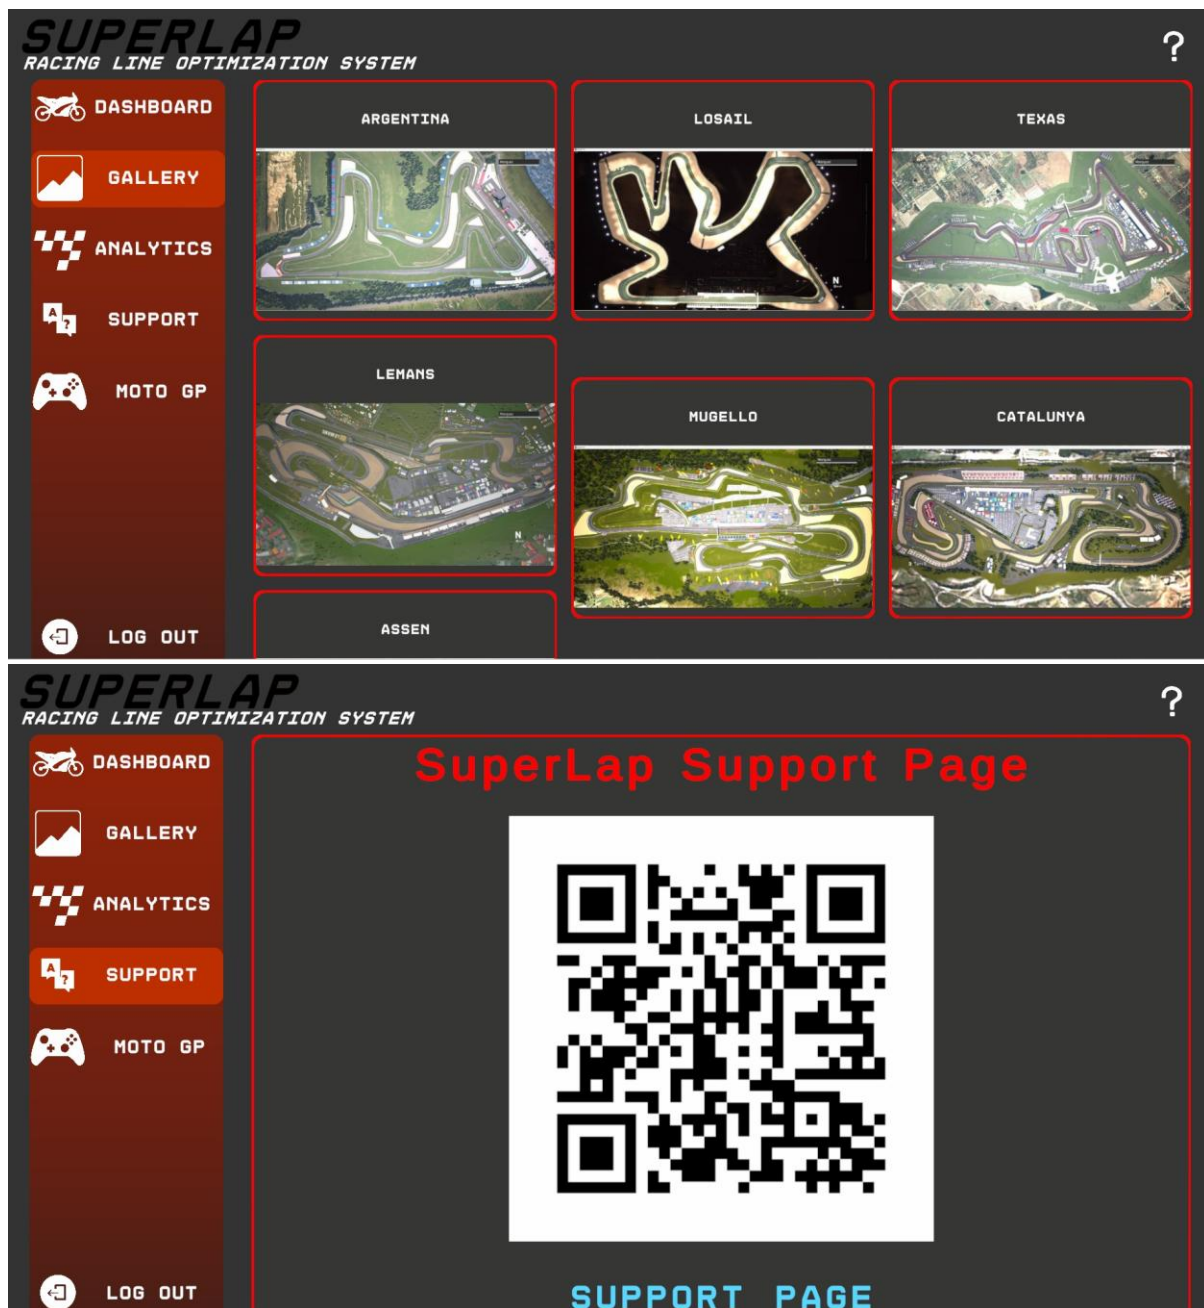 SUPERLAP
RACING LINE OPTIMIZATION SYSTEM
?
DASHBOARD
GALLERY
ANALYTICS
SUPPORT
MOTO GP
LOG OUT
ARGENTINA
LOSAIL
TEXAS
LEMANS
MUGELLO
CATALUNYA
ASSEN
SUPERLAP
RACING LINE OPTIMIZATION SYSTEM
?
DASHBOARD
GALLERY
ANALYTICS
SUPPORT
MOTO GP
LOG OUT
SuperLap Support Page
SUPPORT PAGE